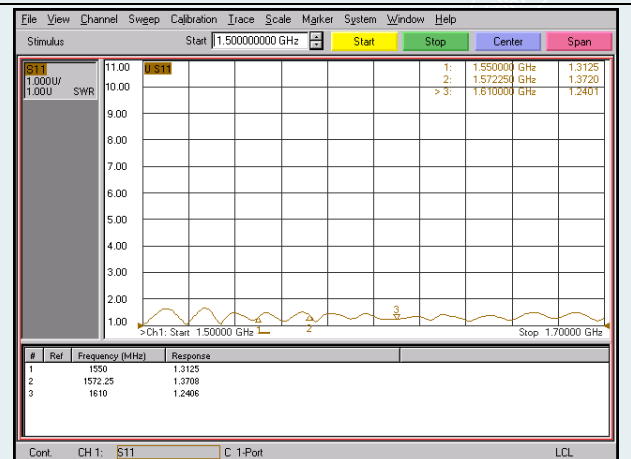 File View Channel Sweep Calibration Trace Scale Marker System Window Help
Stimulus Start 1.500000000 GHz Start Stop Center Span
S11
1.000U/
1.00U SWR
11.00 U S11
10.00
9.00
8.00
7.00
6.00
5.00
4.00
3.00
2.00
1.00
1: 1.550000 GHz 1.3125
2: 1.572250 GHz 1.3720
> 3: 1.610000 GHz 1.2401
1
2
3
>Ch1: Start 1.50000 GHz
Stop 1.70000 GHz
# Ref Frequency (MHz) Response
1 1550 1.3125
2 1572.25 1.3708
3 1610 1.2406
Cont. CH 1: S11 C 1-Port LCL